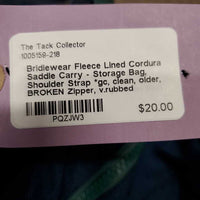 The Tack Collector
1005159-218
Bridlewear Fleece Lined Cordura
Saddle Carry - Storage Bag,
Shoulder Strap *gc, clean, older,
BROKEN Zipper, v.rubbed
PQZJW3
$20.00